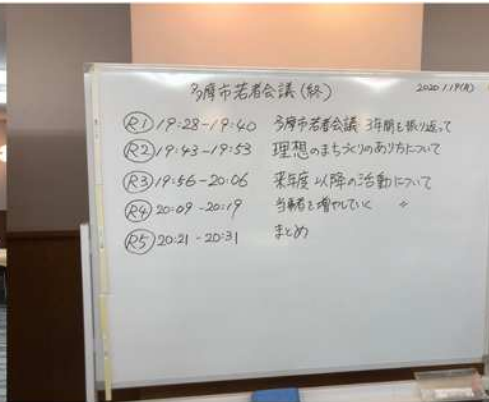 多摩市若者会議(終) 2020.1.19(日)
R1 19:28-19:40 多摩市若者会議 3年間を振り返って
R2 19:43-19:53 理想のまちづくりのあり方について
R3 19:56-20:06 来年度以降の活動について
R4 20:09-20:19 当事者を増やしていく 〃
R5 20:21-20:31 まとめ